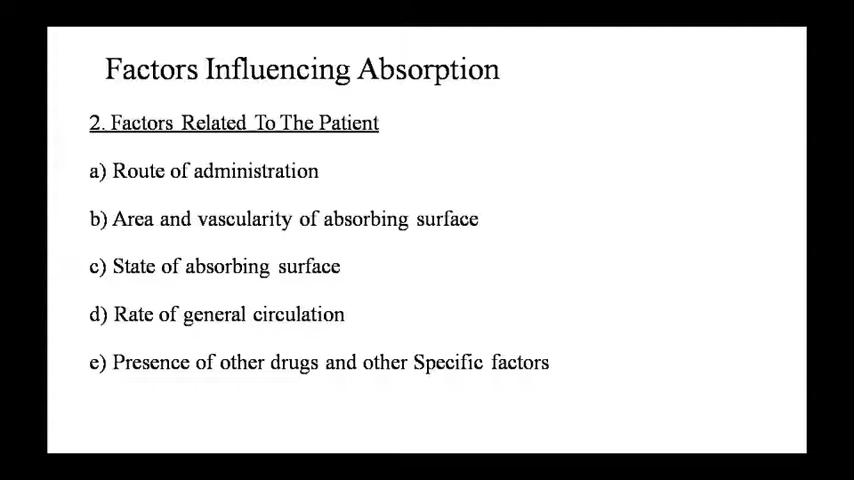 Factors Influencing Absorption
2. Factors Related To The Patient
a) Route of administration
b) Area and vascularity of absorbing surface
c) State of absorbing surface
d) Rate of general circulation
e) Presence of other drugs and other Specific factors